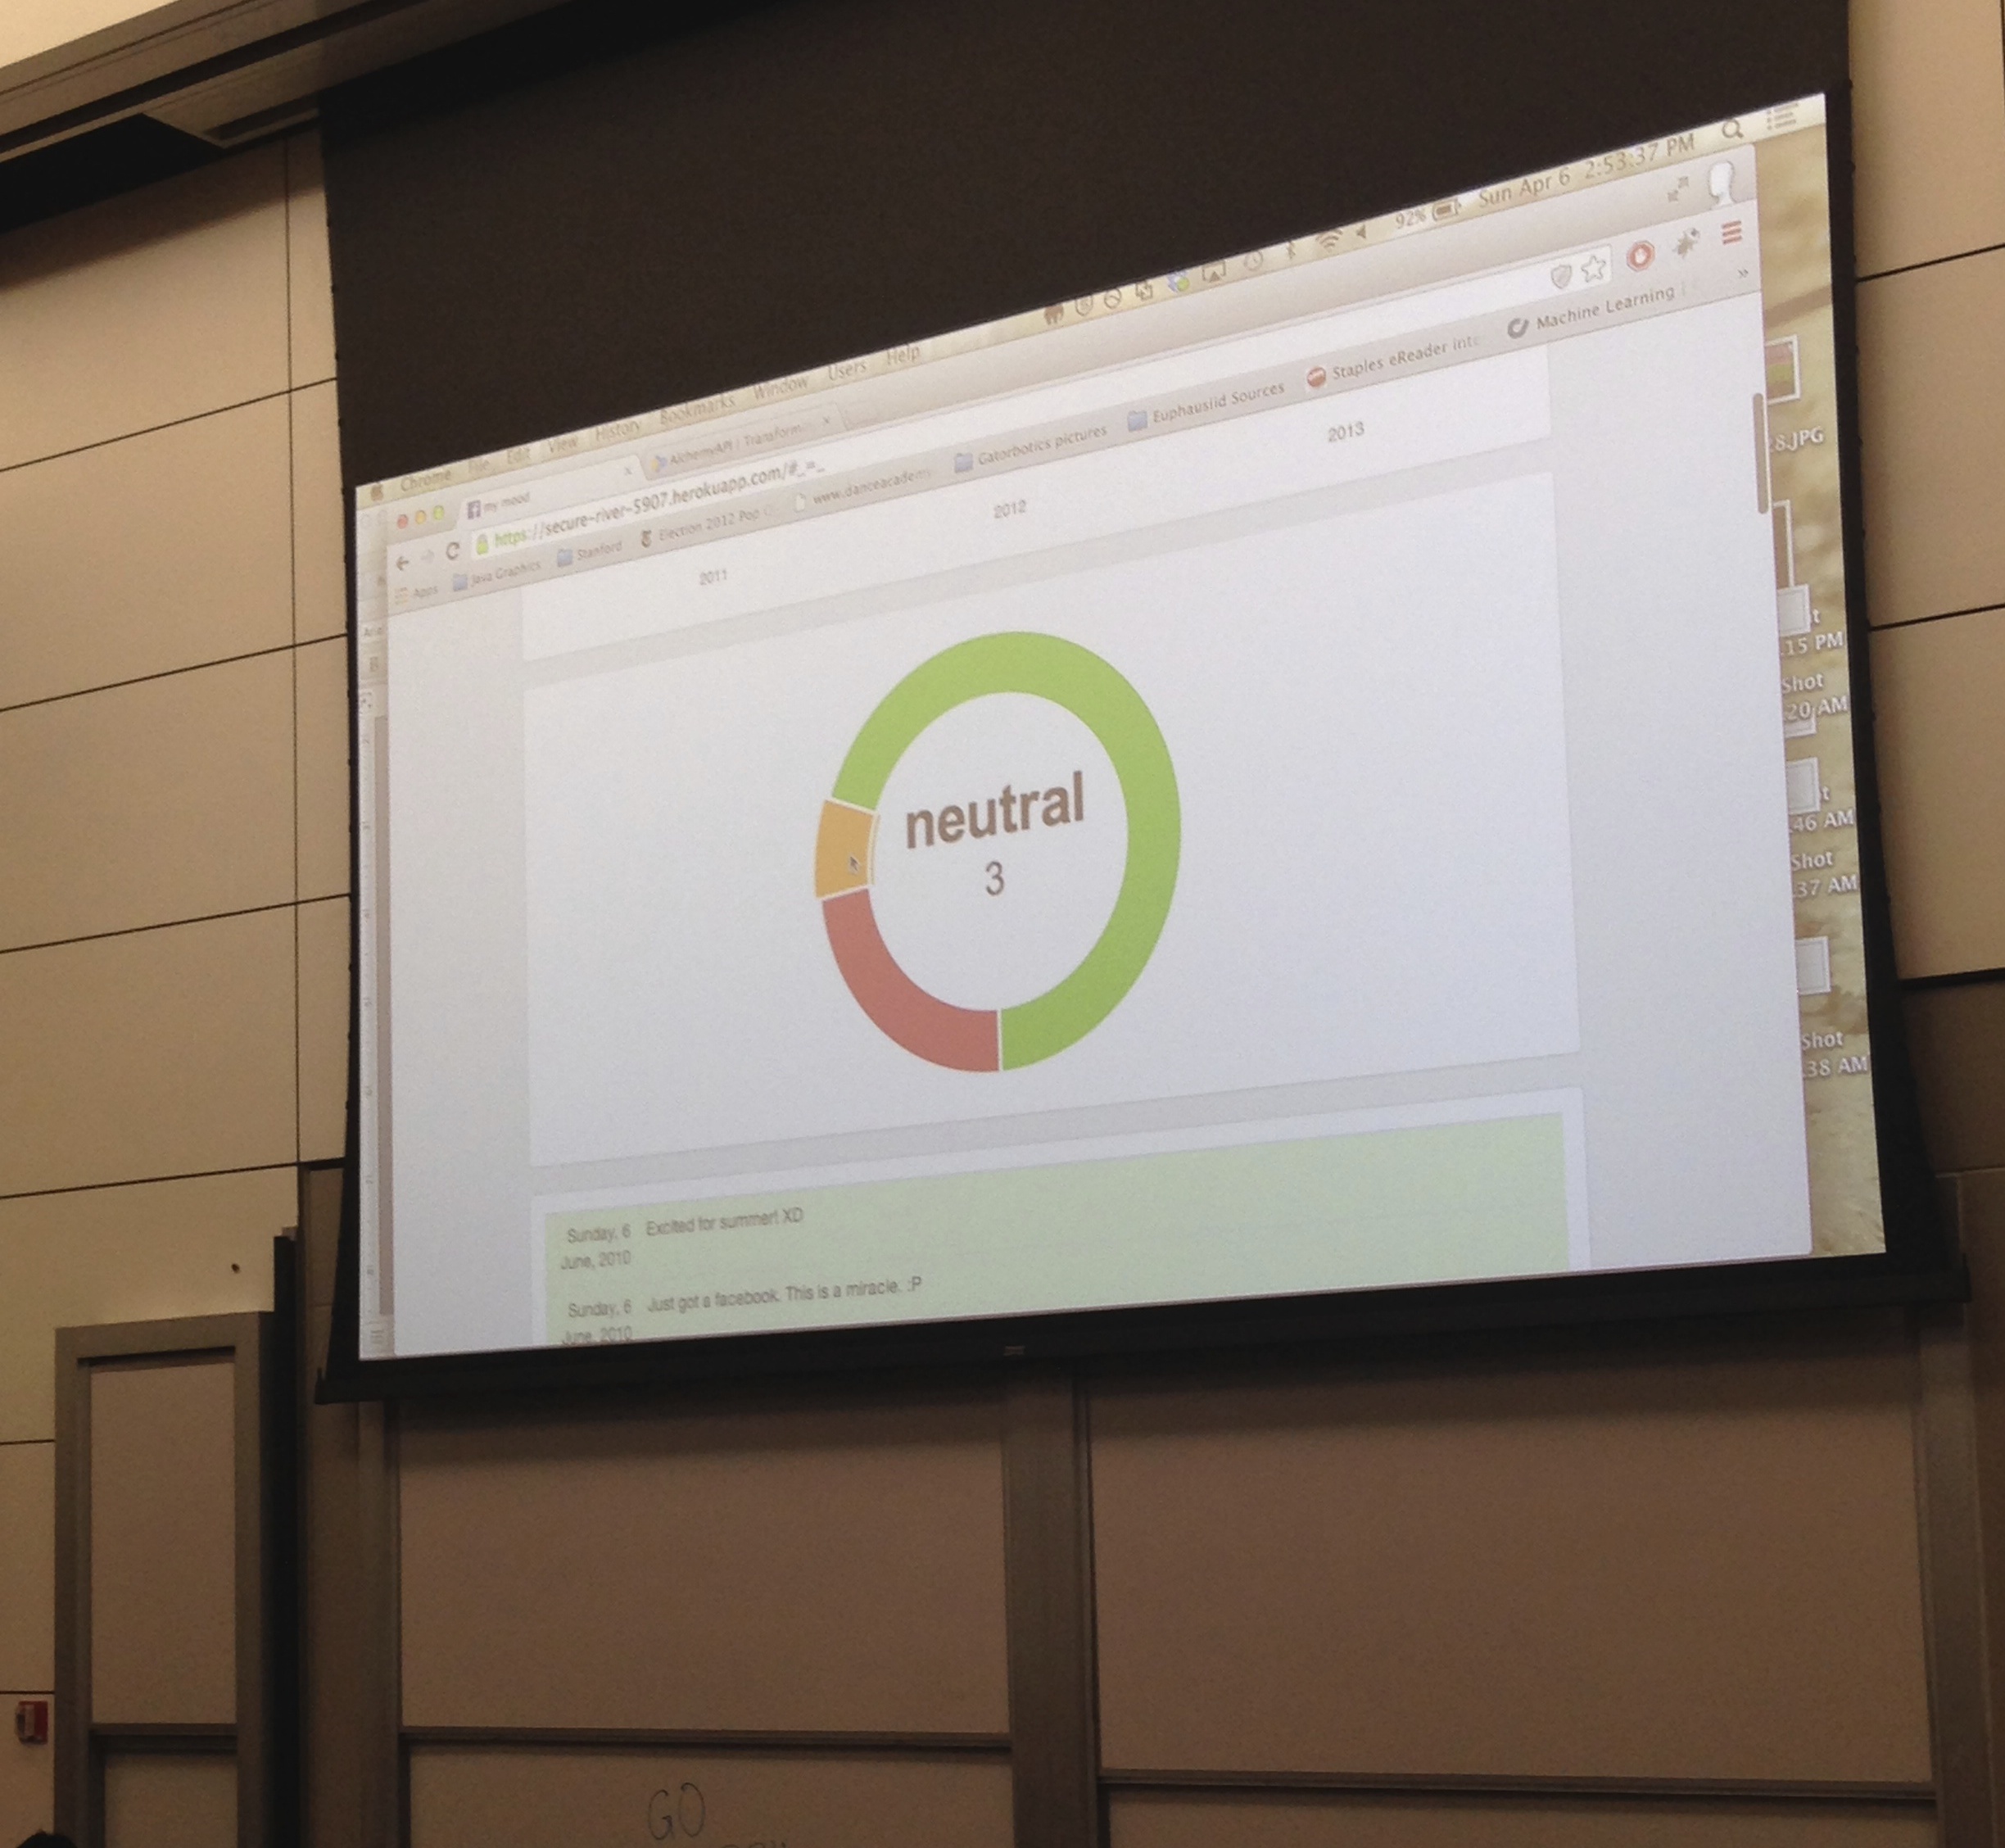 Chrome File Edit View History Bookmarks Window Users Help 92% Sun Apr 6 2:53:37 PM
my mood
AlchemyAPI | Transform
https://secure-river-5907.herokuapp.com/#_=_
Apps Java Graphics Stanford Election 2012 Pop www.danceacadem Gatorbotics pictures Euphausiid Sources Staples eReader int Machine Learning
2011 2012 2013
neutral
3
Sunday, 6 Excited for summer! XD
June, 2010
Sunday, 6 Just got a facebook. This is a miracle. :P
June, 2010
8.JPG
15 PM
Shot
20 AM
46 AM
Shot
37 AM
Shot
38 AM
GO